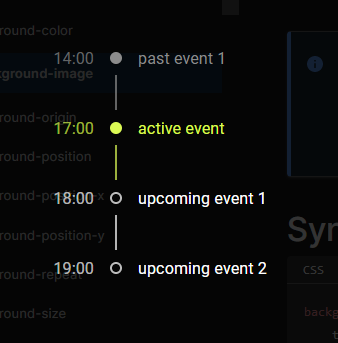 round-color
14:00 past event 1
kground-image
round-origin
17:00 active event
round-position
round-position-x
18:00 upcoming event 1
round-position-y
Syn
19:00 upcoming event 2
round-repeat
CSS
round-size
backg